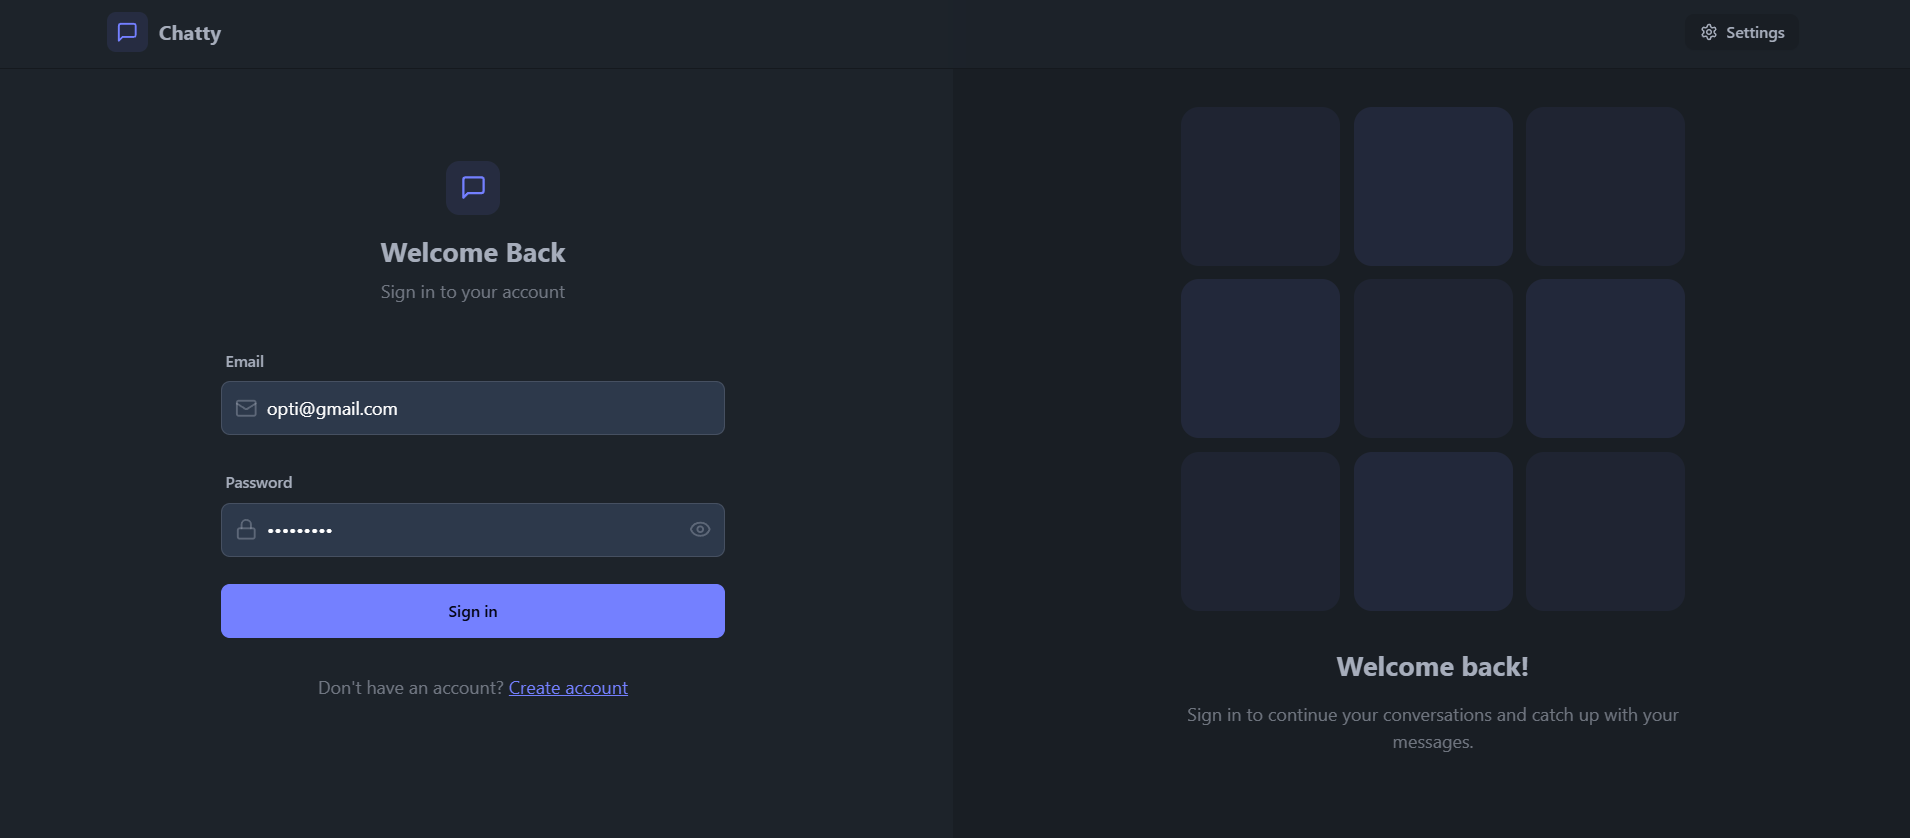 Chatty
Settings
Welcome Back
Sign in to your account
Email
opti@gmail.com
Password
•••••••••
Sign in
Don't have an account? Create account
Welcome back!
Sign in to continue your conversations and catch up with your
messages.